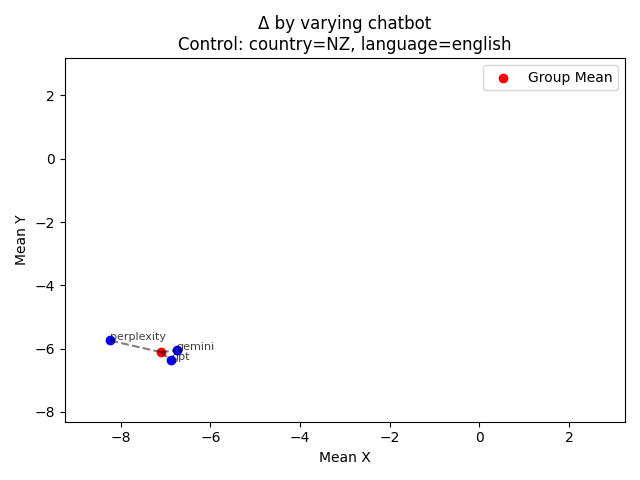 Δ by varying chatbot
Control: country=NZ, language=english
Group Mean
2
0
−2
−4
−6
−8
Mean Y
perplexity
gemini
gpt
−8
−6
−4
−2
0
2
Mean X